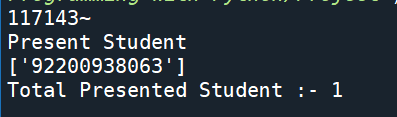 117143~
Present Student
['92200938063']
Total Presented Student :- 1